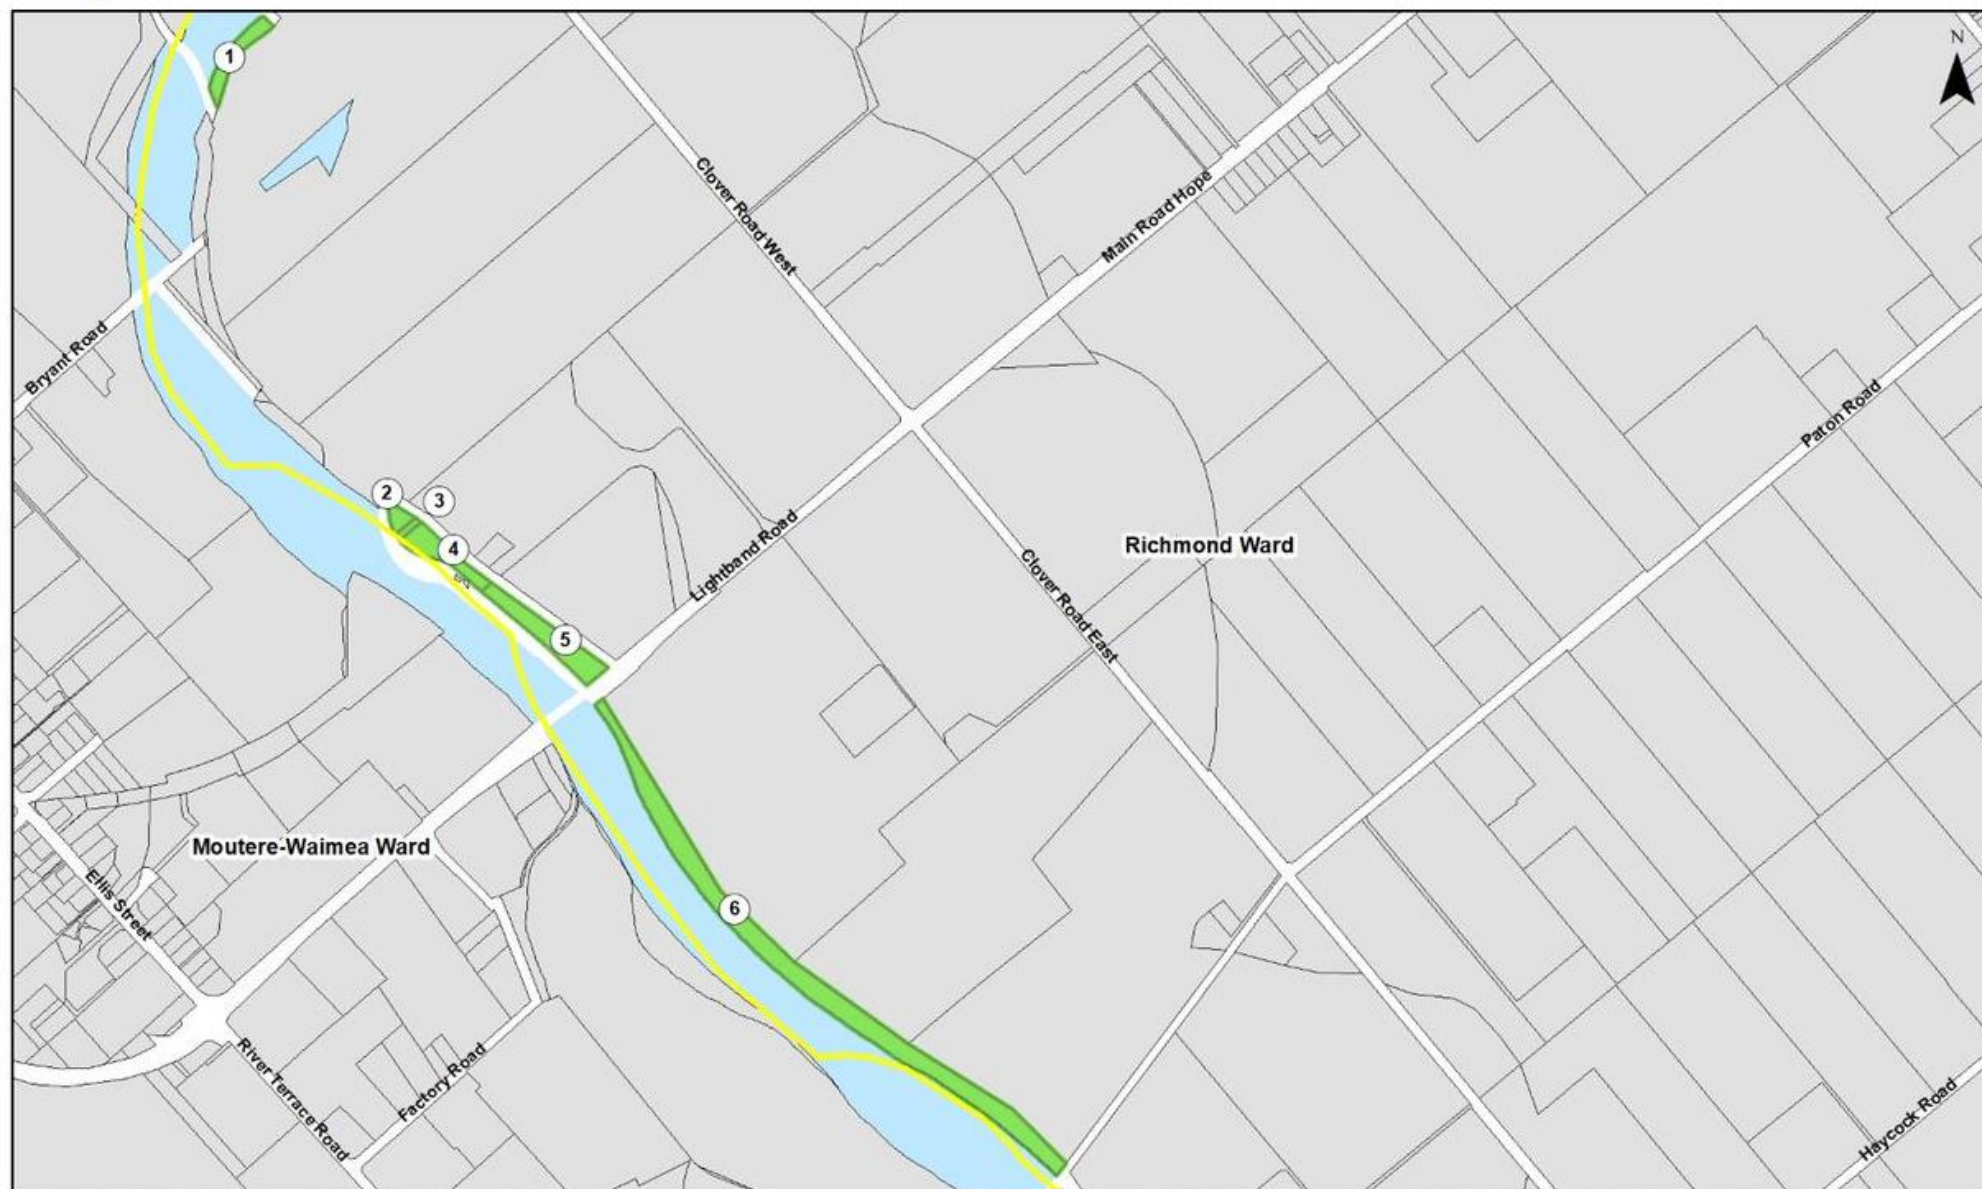 N
1
Clover Road West
Main Road Hope
Bryant Road
Paton Road
2
3
4
Lightband Road
Richmond Ward
Clover Road East
5
Moutere-Waimea Ward
Ellis Street
6
River Terrace Road
Factory Road
Haycock Road